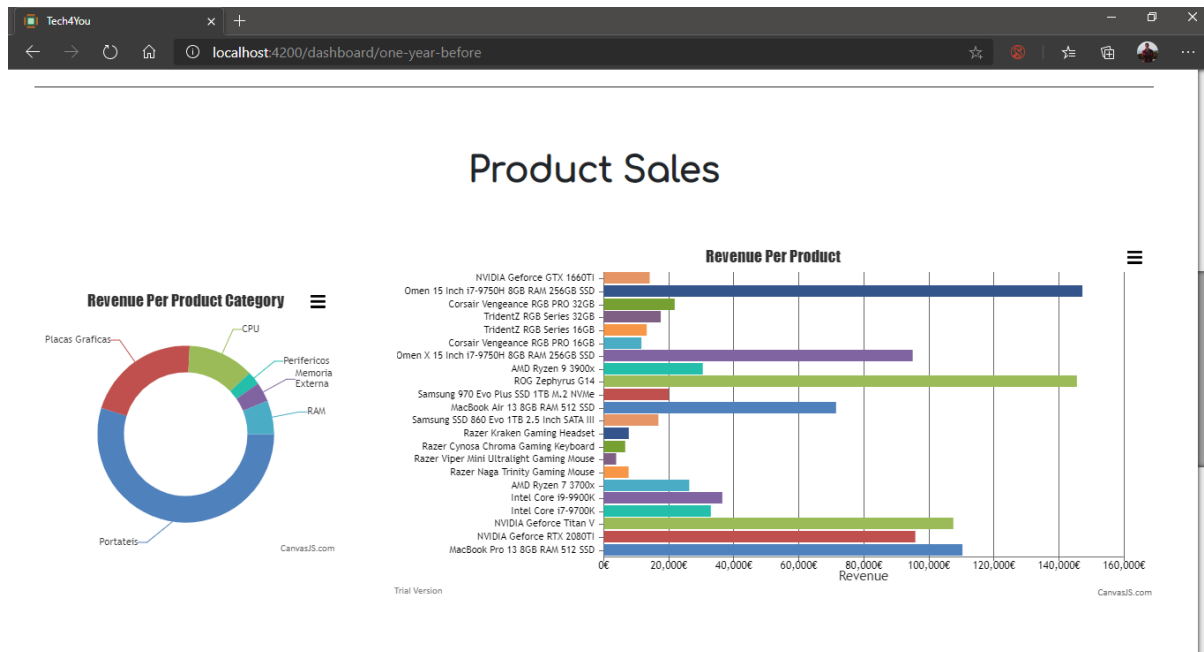 Tech4You
localhost:4200/dashboard/one-year-before
Product Sales
Revenue Per Product Category
CPU
Placas Graficas
Perifericos
Memoria
Externa
RAM
Portateis
CanvasJS.com
Revenue Per Product
NVIDIA Geforce GTX 1660TI
Omen 15 Inch i7-9750H 8GB RAM 256GB SSD
Corsair Vengeance RGB PRO 32GB
TridentZ RGB Series 32GB
TridentZ RGB Series 16GB
Corsair Vengeance RGB PRO 16GB
Omen X 15 Inch i7-9750H 8GB RAM 256GB SSD
AMD Ryzen 9 3900x
ROG Zephyrus G14
Samsung 970 Evo Plus SSD 1TB M.2 NVMe
MacBook Air 13 8GB RAM 512 SSD
Samsung SSD 860 Evo 1TB 2.5 Inch SATA III
Razer Kraken Gaming Headset
Razer Cynosa Chroma Gaming Keyboard
Razer Viper Mini Ultralight Gaming Mouse
Razer Naga Trinity Gaming Mouse
AMD Ryzen 7 3700x
Intel Core i9-9900K
Intel Core i7-9700K
NVIDIA Geforce Titan V
NVIDIA Geforce RTX 2080TI
MacBook Pro 13 8GB RAM 512 SSD
0€ 20,000€ 40,000€ 60,000€ 80,000€ 100,000€ 120,000€ 140,000€ 160,000€
Revenue
Trial Version
CanvasJS.com